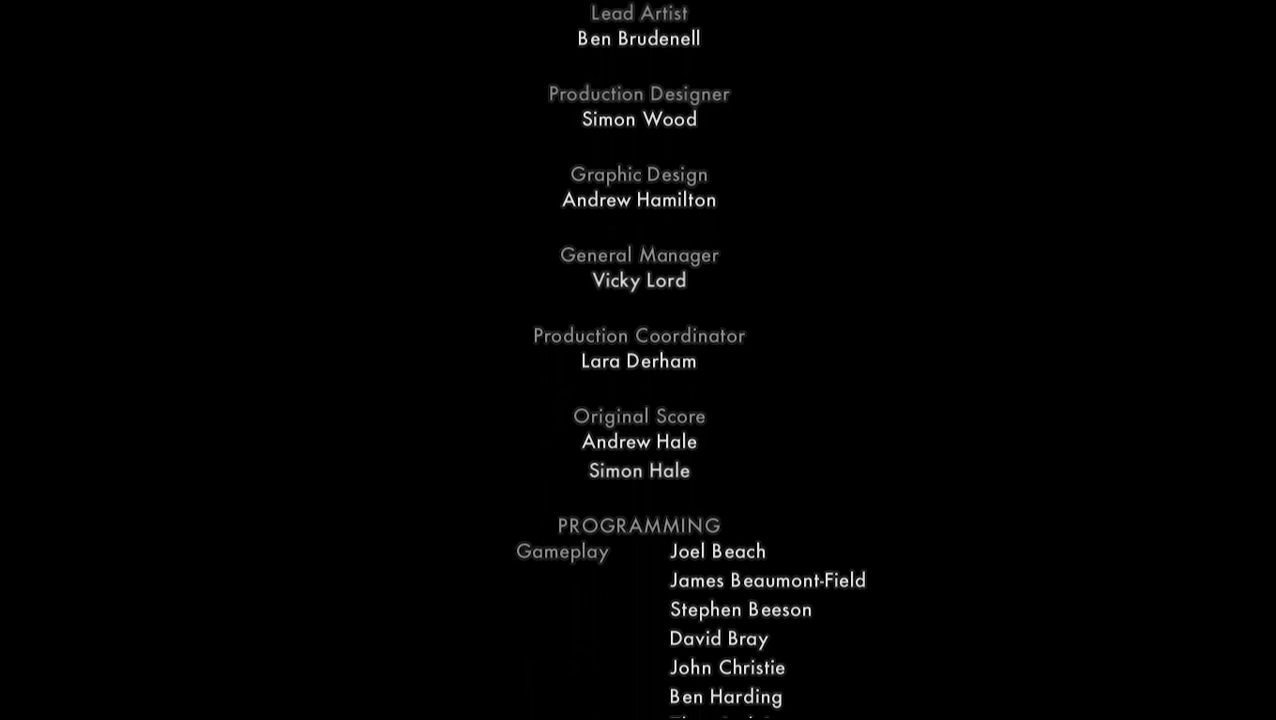 Lead Artist
Ben Brudenell
Production Designer
Simon Wood
Graphic Design
Andrew Hamilton
General Manager
Vicky Lord
Production Coordinator
Lara Derham
Original Score
Andrew Hale
Simon Hale
PROGRAMMING
Gameplay Joel Beach
James Beaumont-Field
Stephen Beeson
David Bray
John Christie
Ben Harding